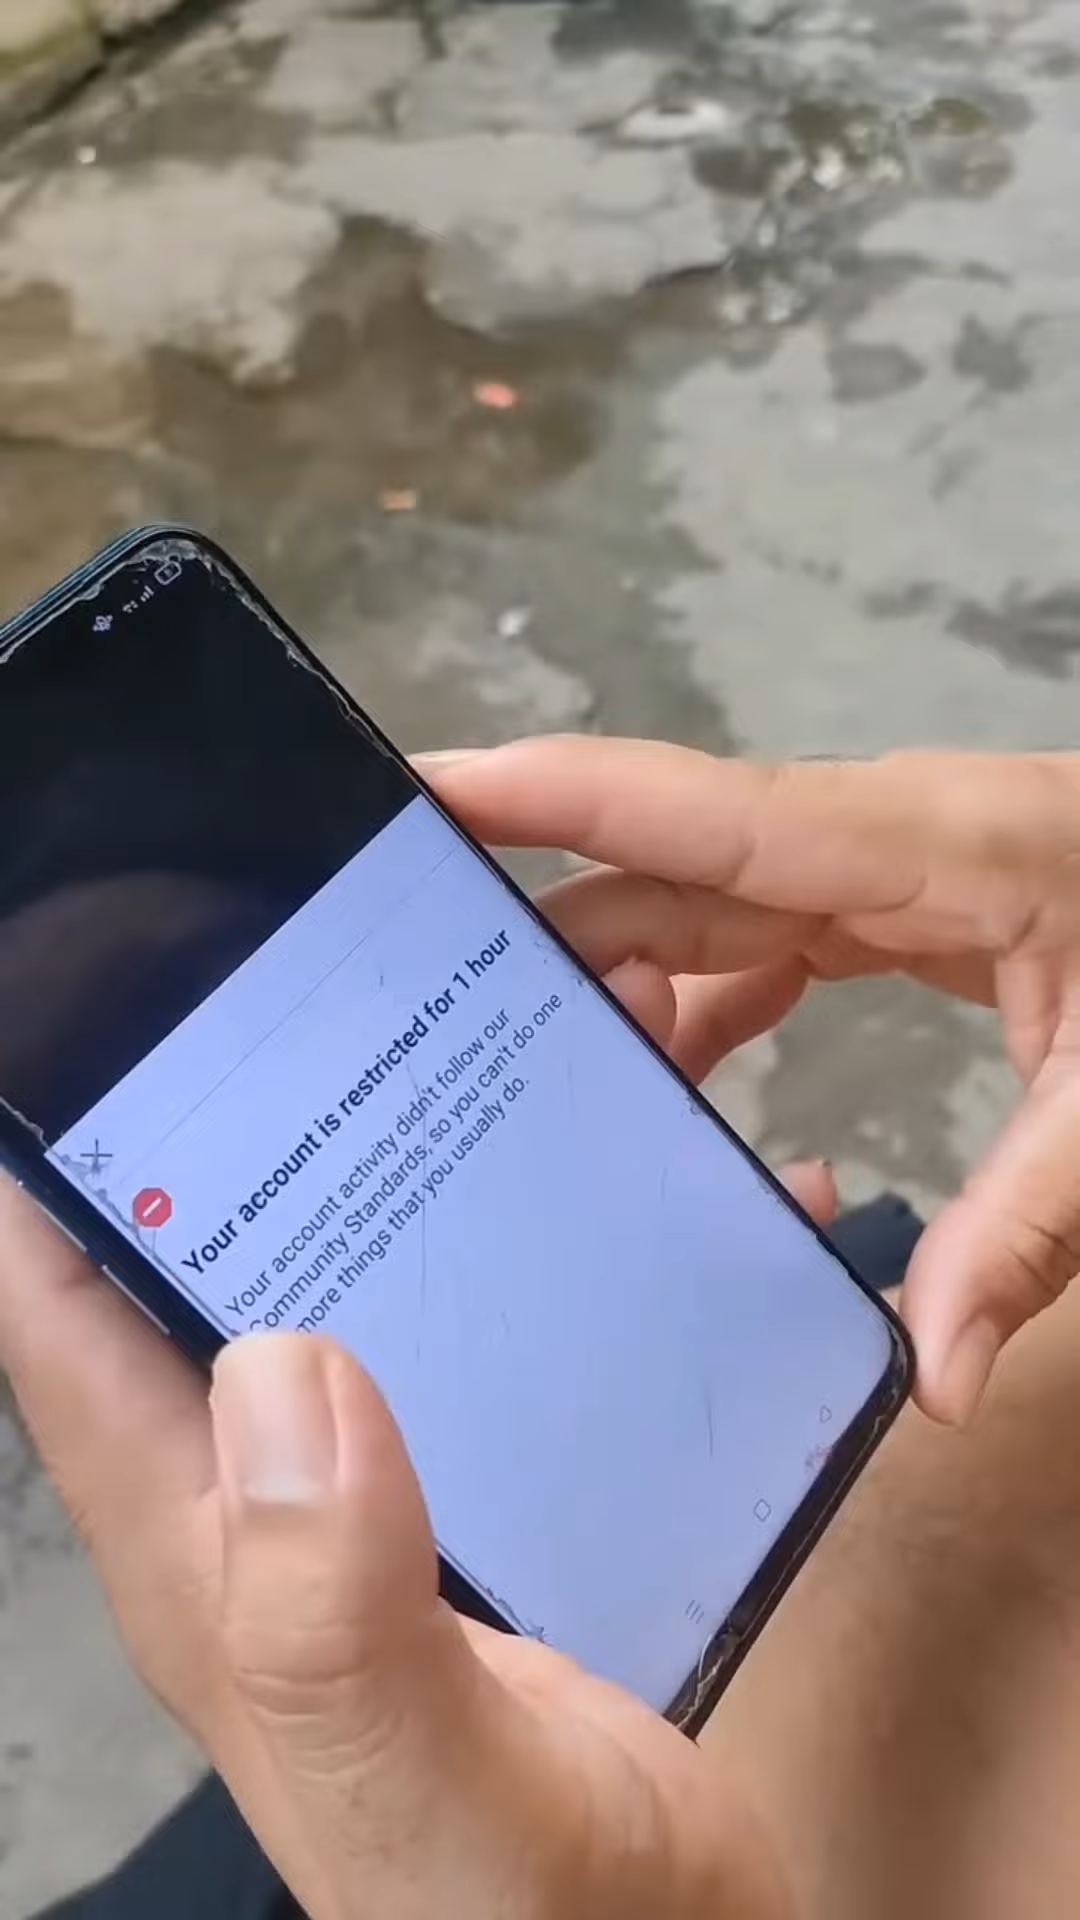 Your account is restricted for 1 hour
Your account activity didn't follow our
Community Standards, so you can't do one
more things that you usually do.